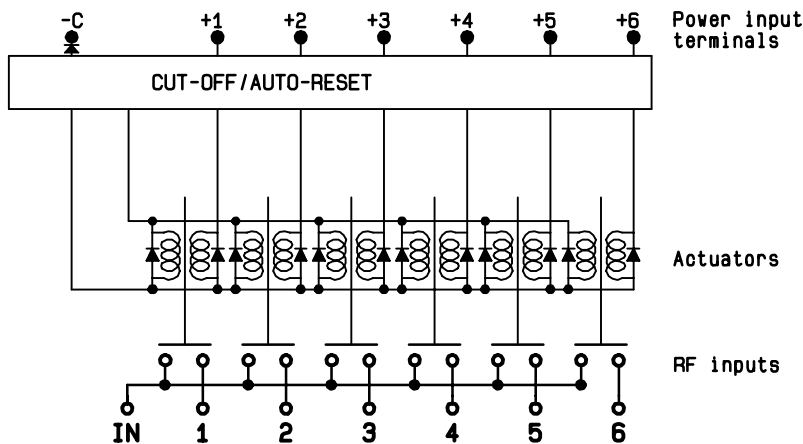 -C +1 +2 +3 +4 +5 +6 Power input
terminals
CUT-OFF/AUTO-RESET
Actuators
RF inputs
IN 1 2 3 4 5 6